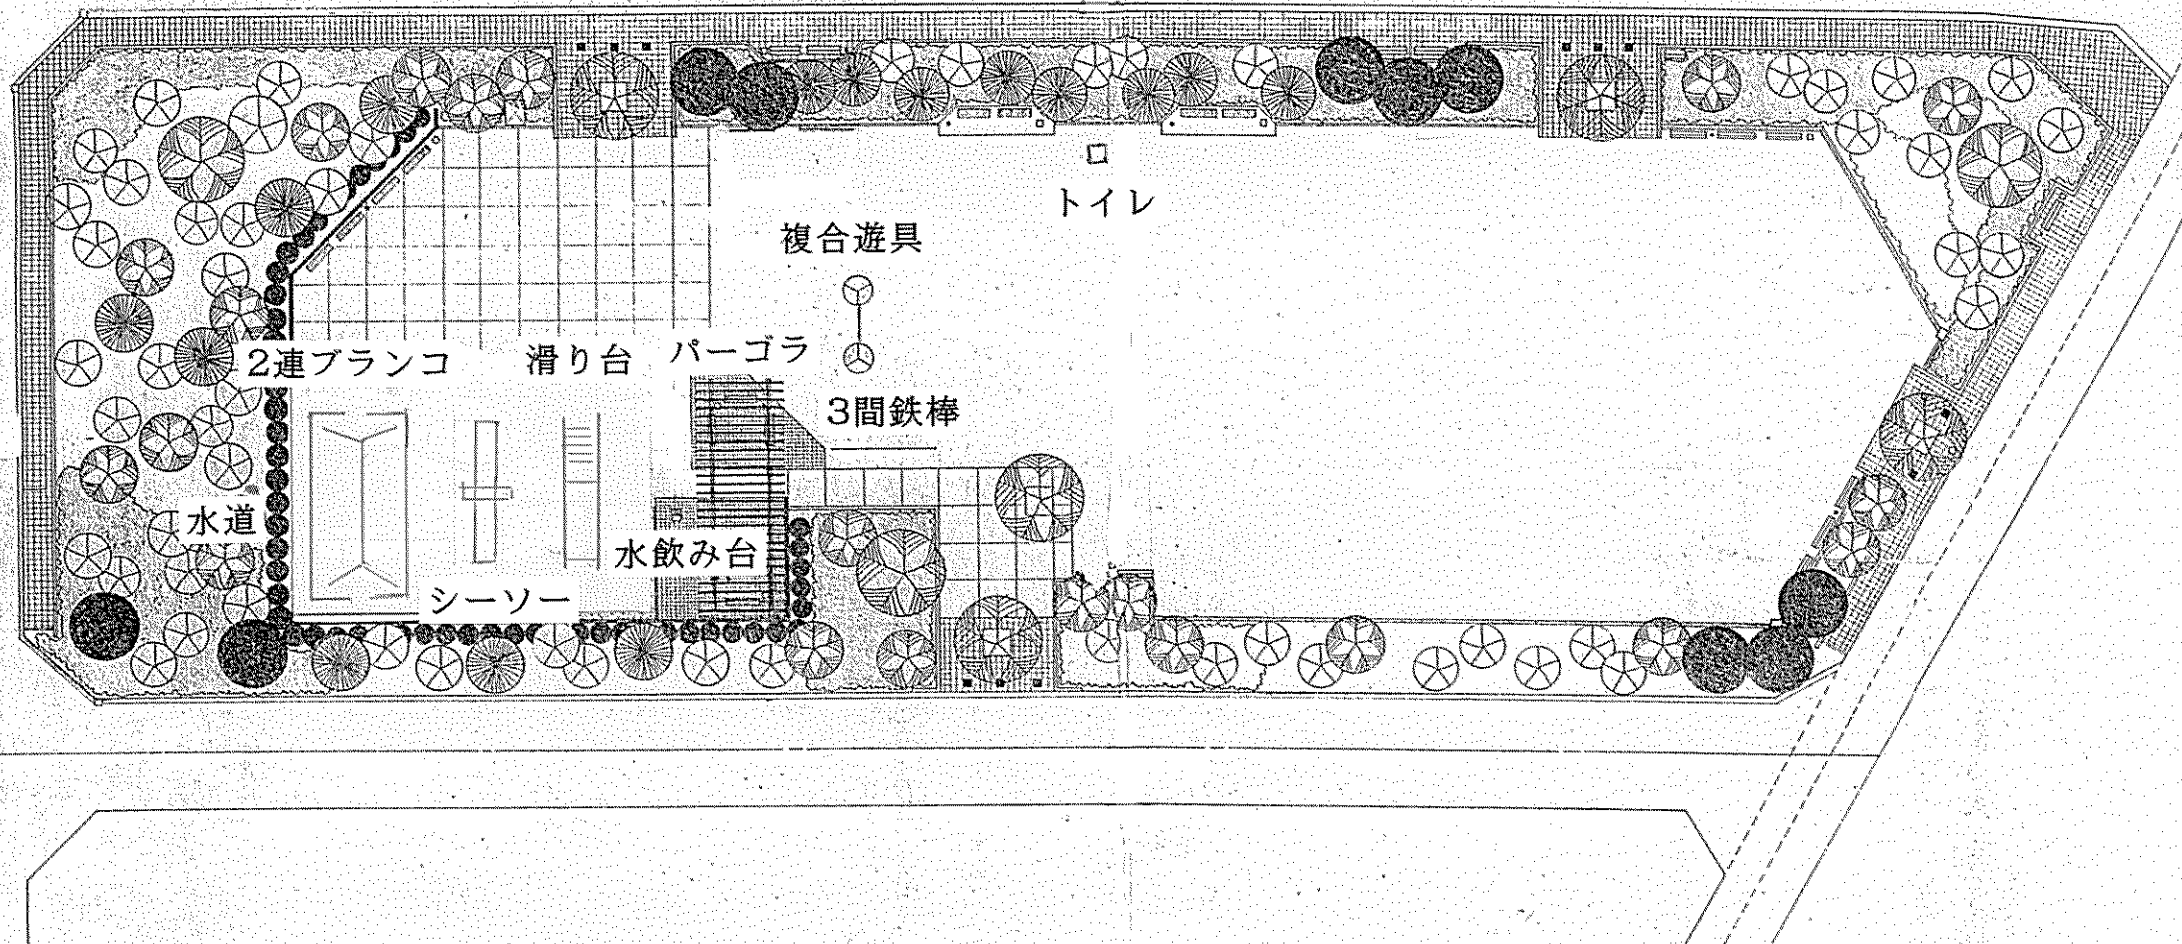 トイレ
複合遊具
2連ブランコ
滑り台
パーゴラ
3間鉄棒
水道
水飲み台
シーソー